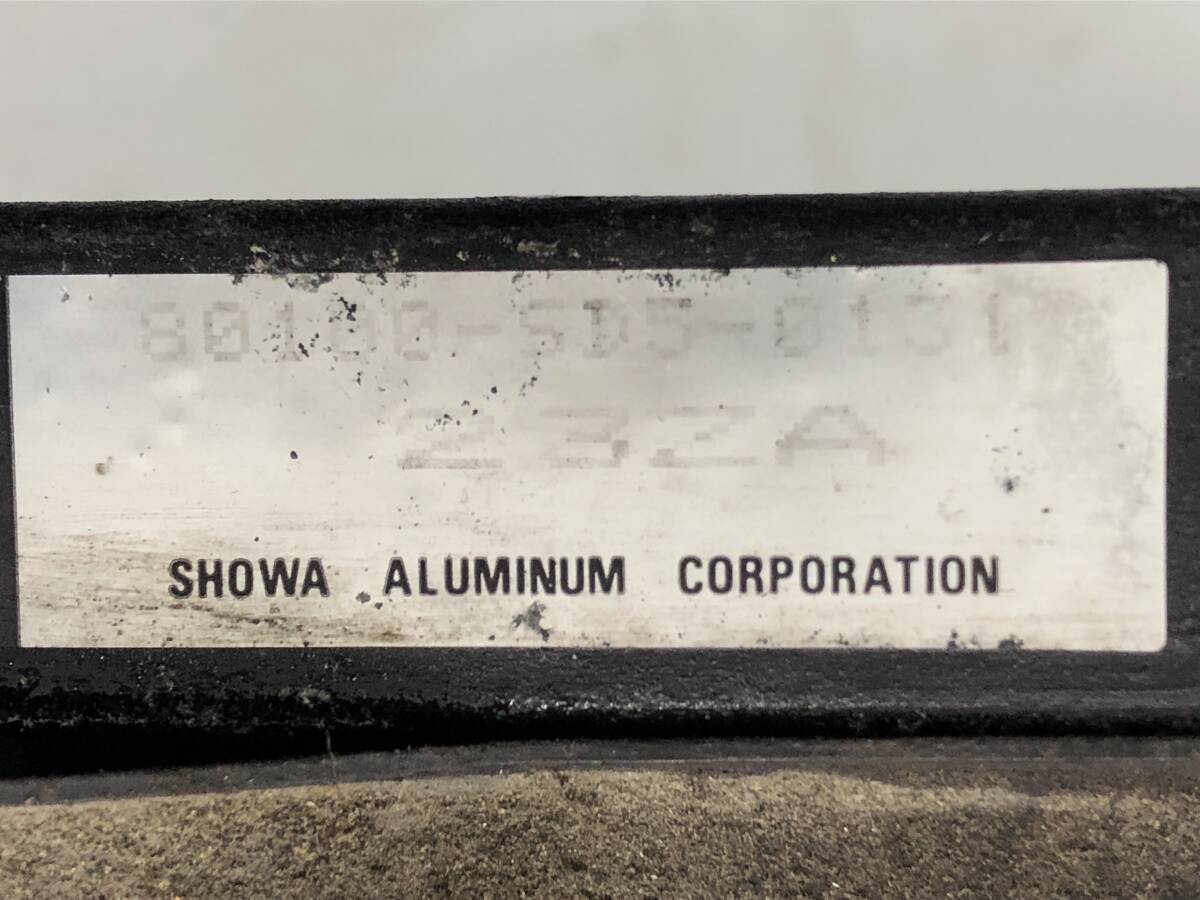 80100-SD5-0131
232A
SHOWA ALUMINUM CORPORATION